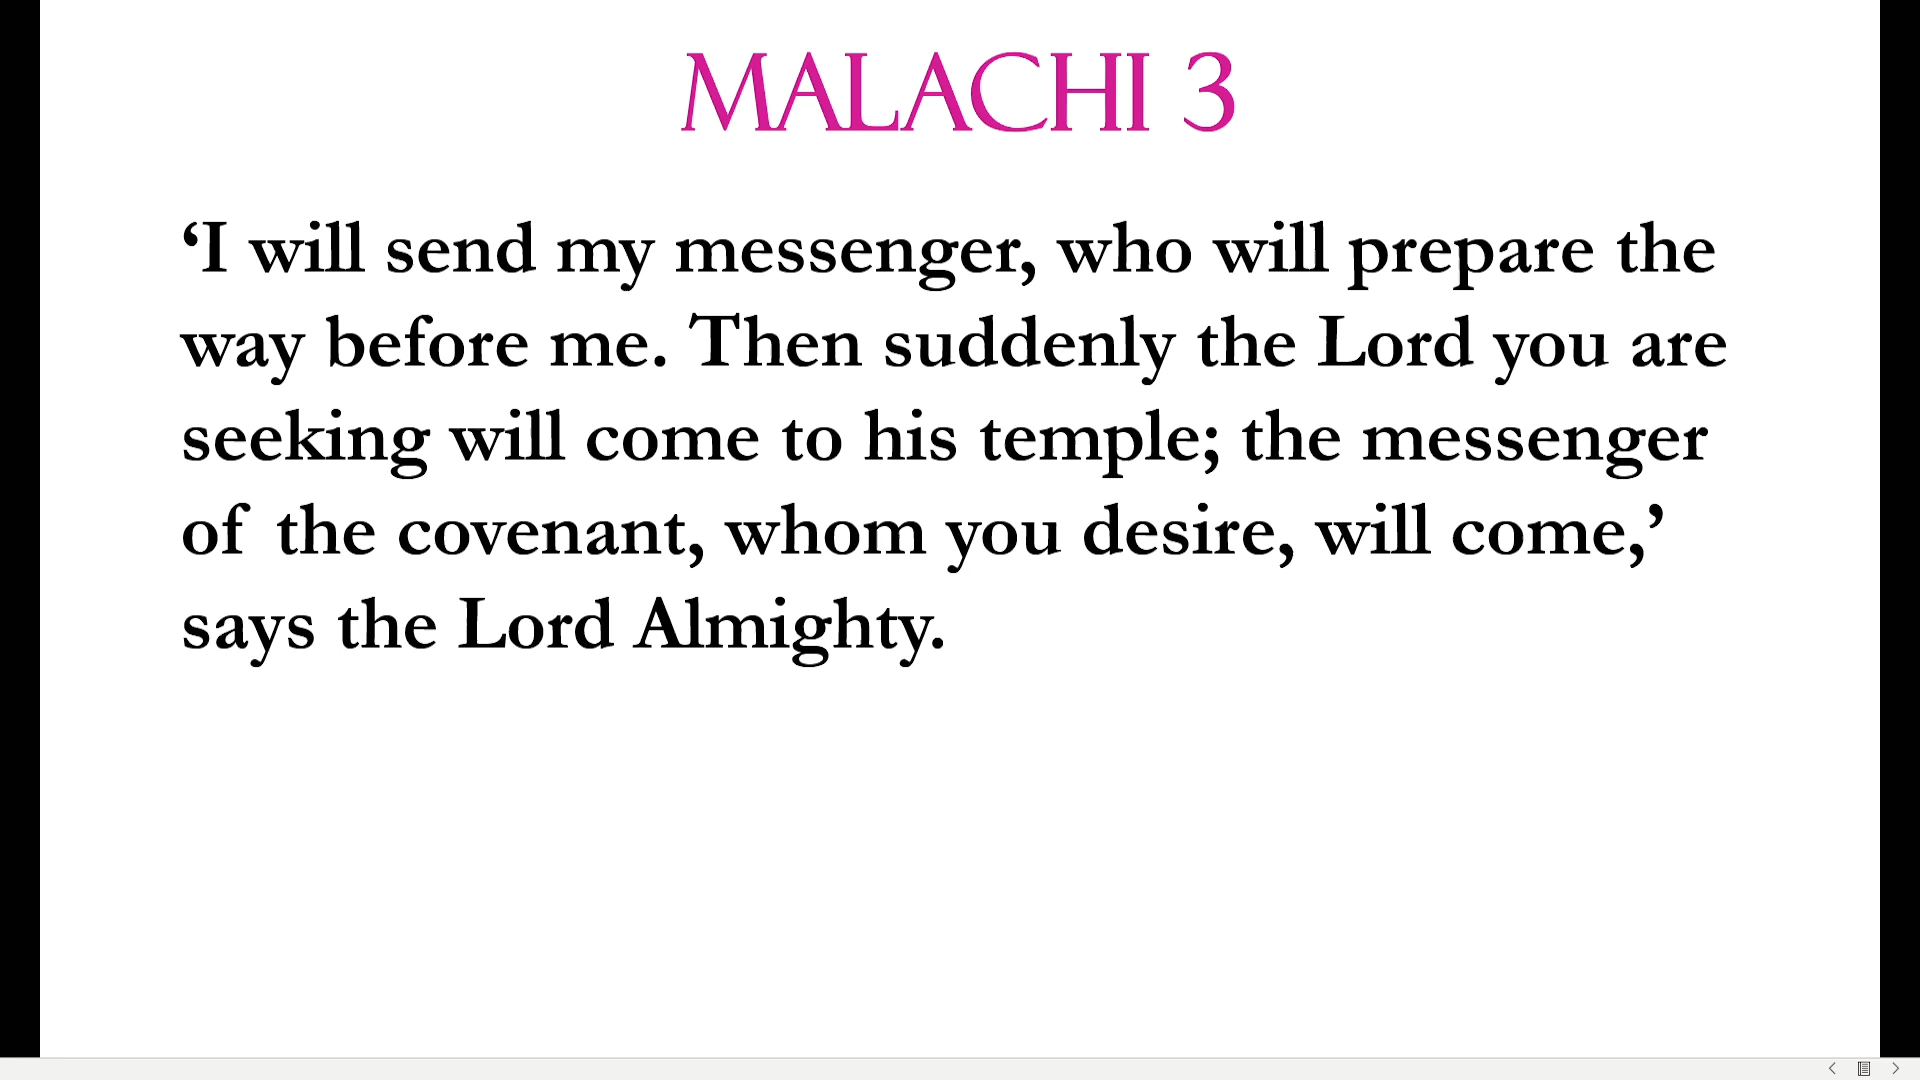 MALACHI 3
‘I will send my messenger, who will prepare the
way before me. Then suddenly the Lord you are
seeking will come to his temple; the messenger
of the covenant, whom you desire, will come,’
says the Lord Almighty.